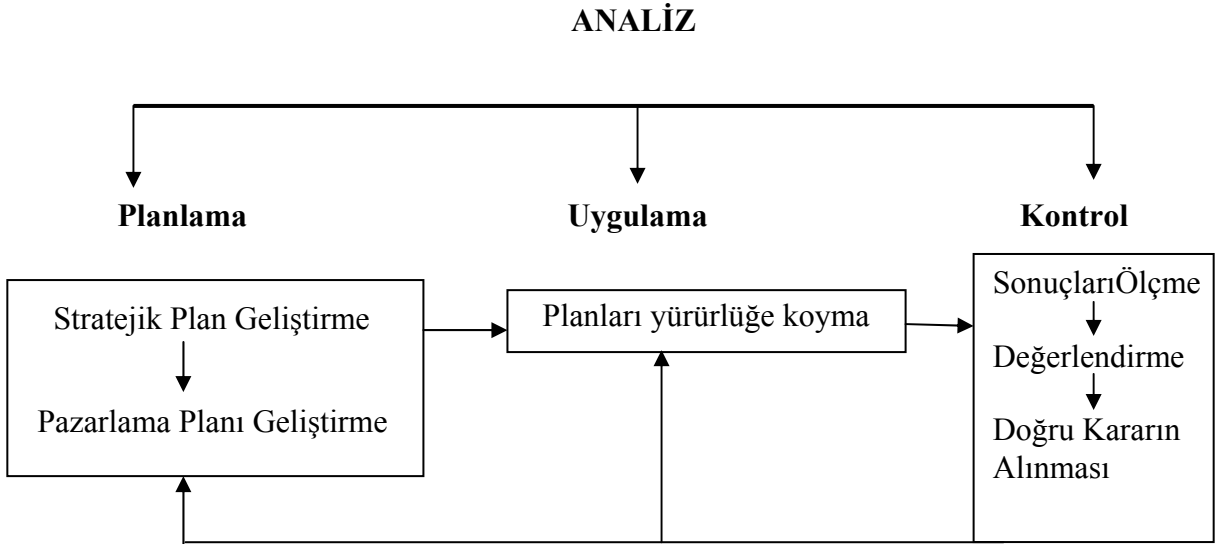 ANALİZ
Planlama
Uygulama
Kontrol
Stratejik Plan Geliştirme
Pazarlama Planı Geliştirme
Planları yürürlüğe koyma
SonuçlarıÖlçme
Değerlendirme
Doğru Kararın
Alınması